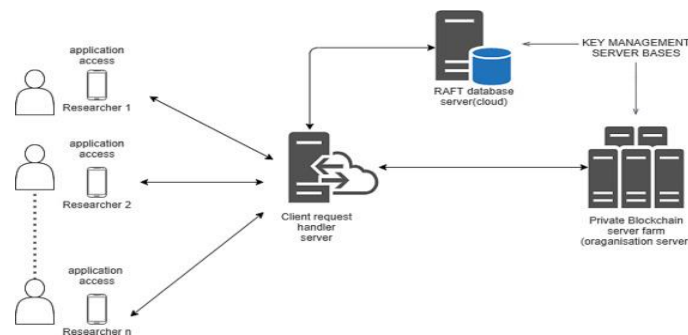 application
access
Researcher 1
application
access
Researcher 2
application
access
Researcher n
Client request
handler
server
RAFT database
server(cloud)
KEY MANAGEMENT
SERVER BASES
Private Blockchain
server farm
(oraganisation server